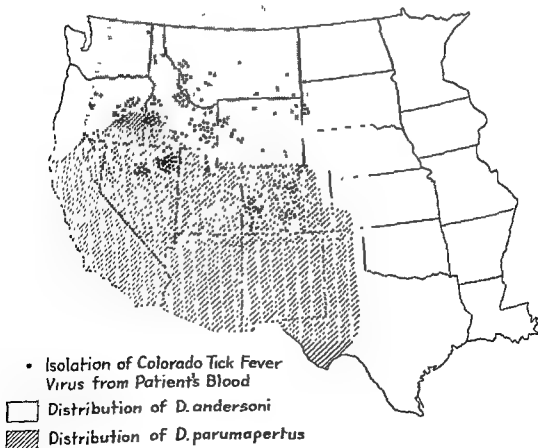 • Isolation of Colorado Tick Fever
Virus from Patient's Blood
Distribution of D. andersoni
Distribution of D. parumapertus